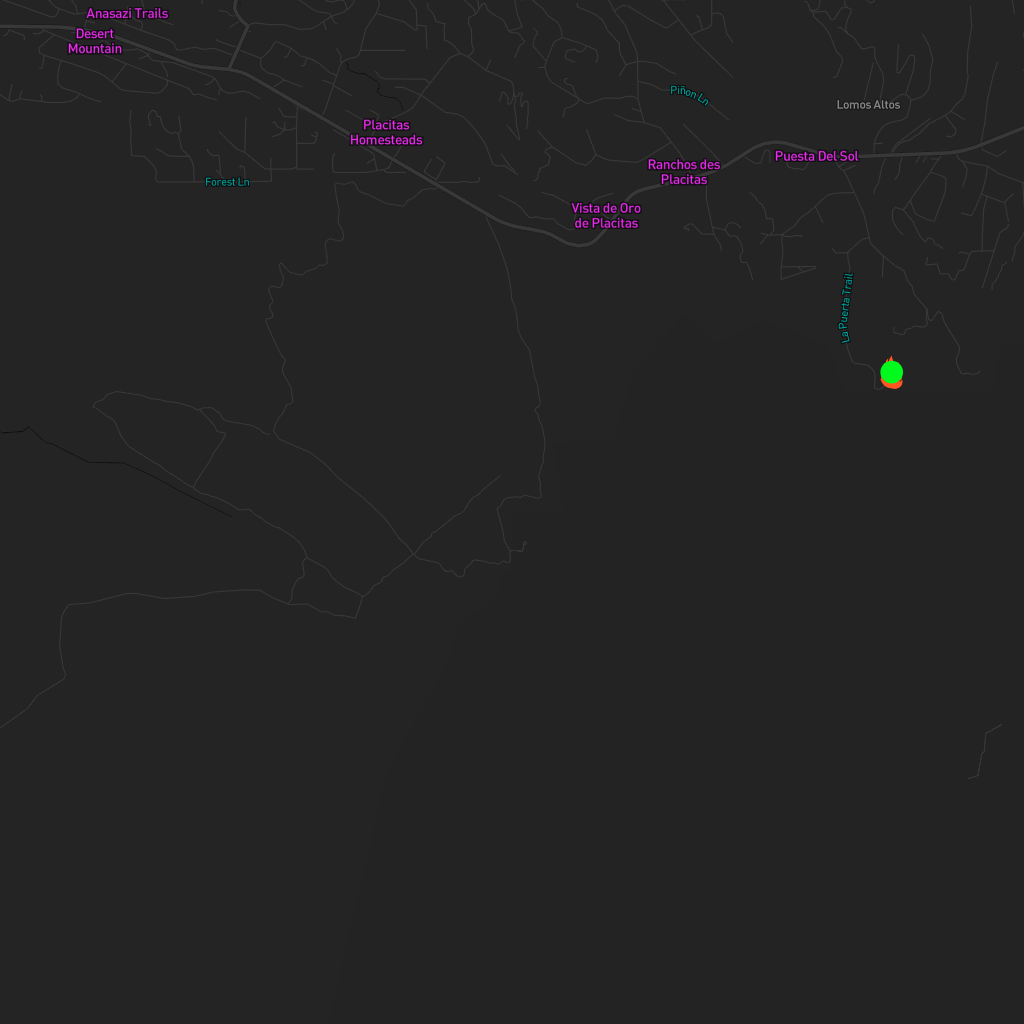 Anasazi Trails
Desert
Mountain
Piñon Ln
Lomos Altos
Placitas
Homesteads
Puesta Del Sol
Ranchos des
Placitas
Forest Ln
Vista de Oro
de Placitas
La Puerta Trail